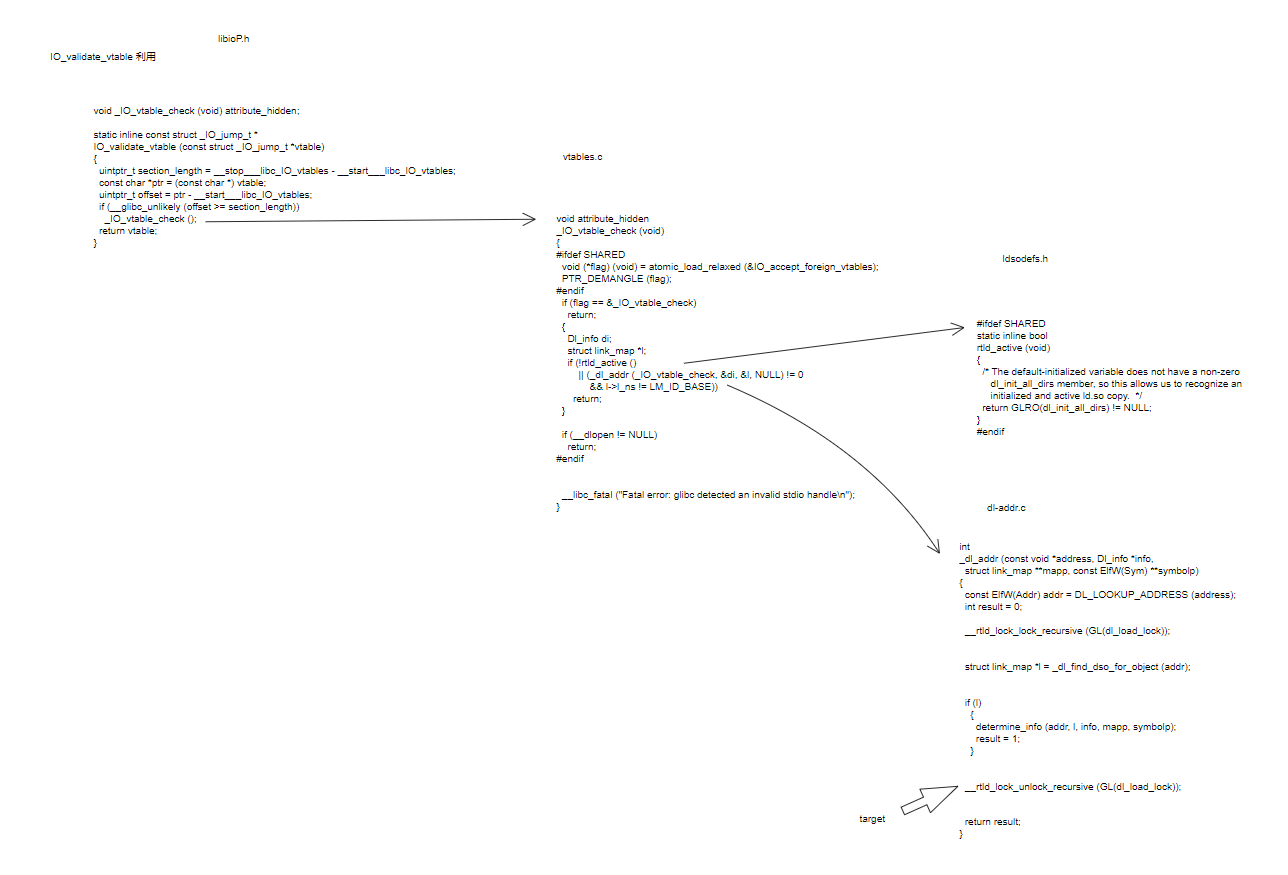 libioP.h
IO_validate_vtable 利用
void _IO_vtable_check (void) attribute_hidden;
static inline const struct _IO_jump_t *
IO_validate_vtable (const struct _IO_jump_t *vtable)
{
uintptr_t section_length = __stop___libc_IO_vtables - __start___libc_IO_vtables;
const char *ptr = (const char *) vtable;
uintptr_t offset = ptr - __start___libc_IO_vtables;
if (__glibc_unlikely (offset >= section_length))
_IO_vtable_check ();
return vtable;
}
vtables.c
void attribute_hidden
_IO_vtable_check (void)
{
#ifdef SHARED
void (*flag) (void) = atomic_load_relaxed (&IO_accept_foreign_vtables);
PTR_DEMANGLE (flag);
#endif
if (flag == &_IO_vtable_check)
return;
{
Dl_info di;
struct link_map *l;
if (!rtld_active ()
|| (_dl_addr (_IO_vtable_check, &di, &l, NULL) != 0
&& l->l_ns != LM_ID_BASE))
return;
}
if (__dlopen != NULL)
return;
#endif
__libc_fatal ("Fatal error: glibc detected an invalid stdio handle\n");
}
ldsodefs.h
#ifdef SHARED
static inline bool
rtld_active (void)
{
/* The default-initialized variable does not have a non-zero
dl_init_all_dirs member, so this allows us to recognize an
initialized and active ld.so copy.  */
return GLRO(dl_init_all_dirs) != NULL;
}
#endif
dl-addr.c
int
_dl_addr (const void *address, Dl_info *info,
struct link_map **mapp, const ElfW(Sym) **symbolp)
{
const ElfW(Addr) addr = DL_LOOKUP_ADDRESS (address);
int result = 0;
__rtld_lock_lock_recursive (GL(dl_load_lock));
struct link_map *l = _dl_find_dso_for_object (addr);
if (l)
{
determine_info (addr, l, info, mapp, symbolp);
result = 1;
}
__rtld_lock_unlock_recursive (GL(dl_load_lock));
target
return result;
}